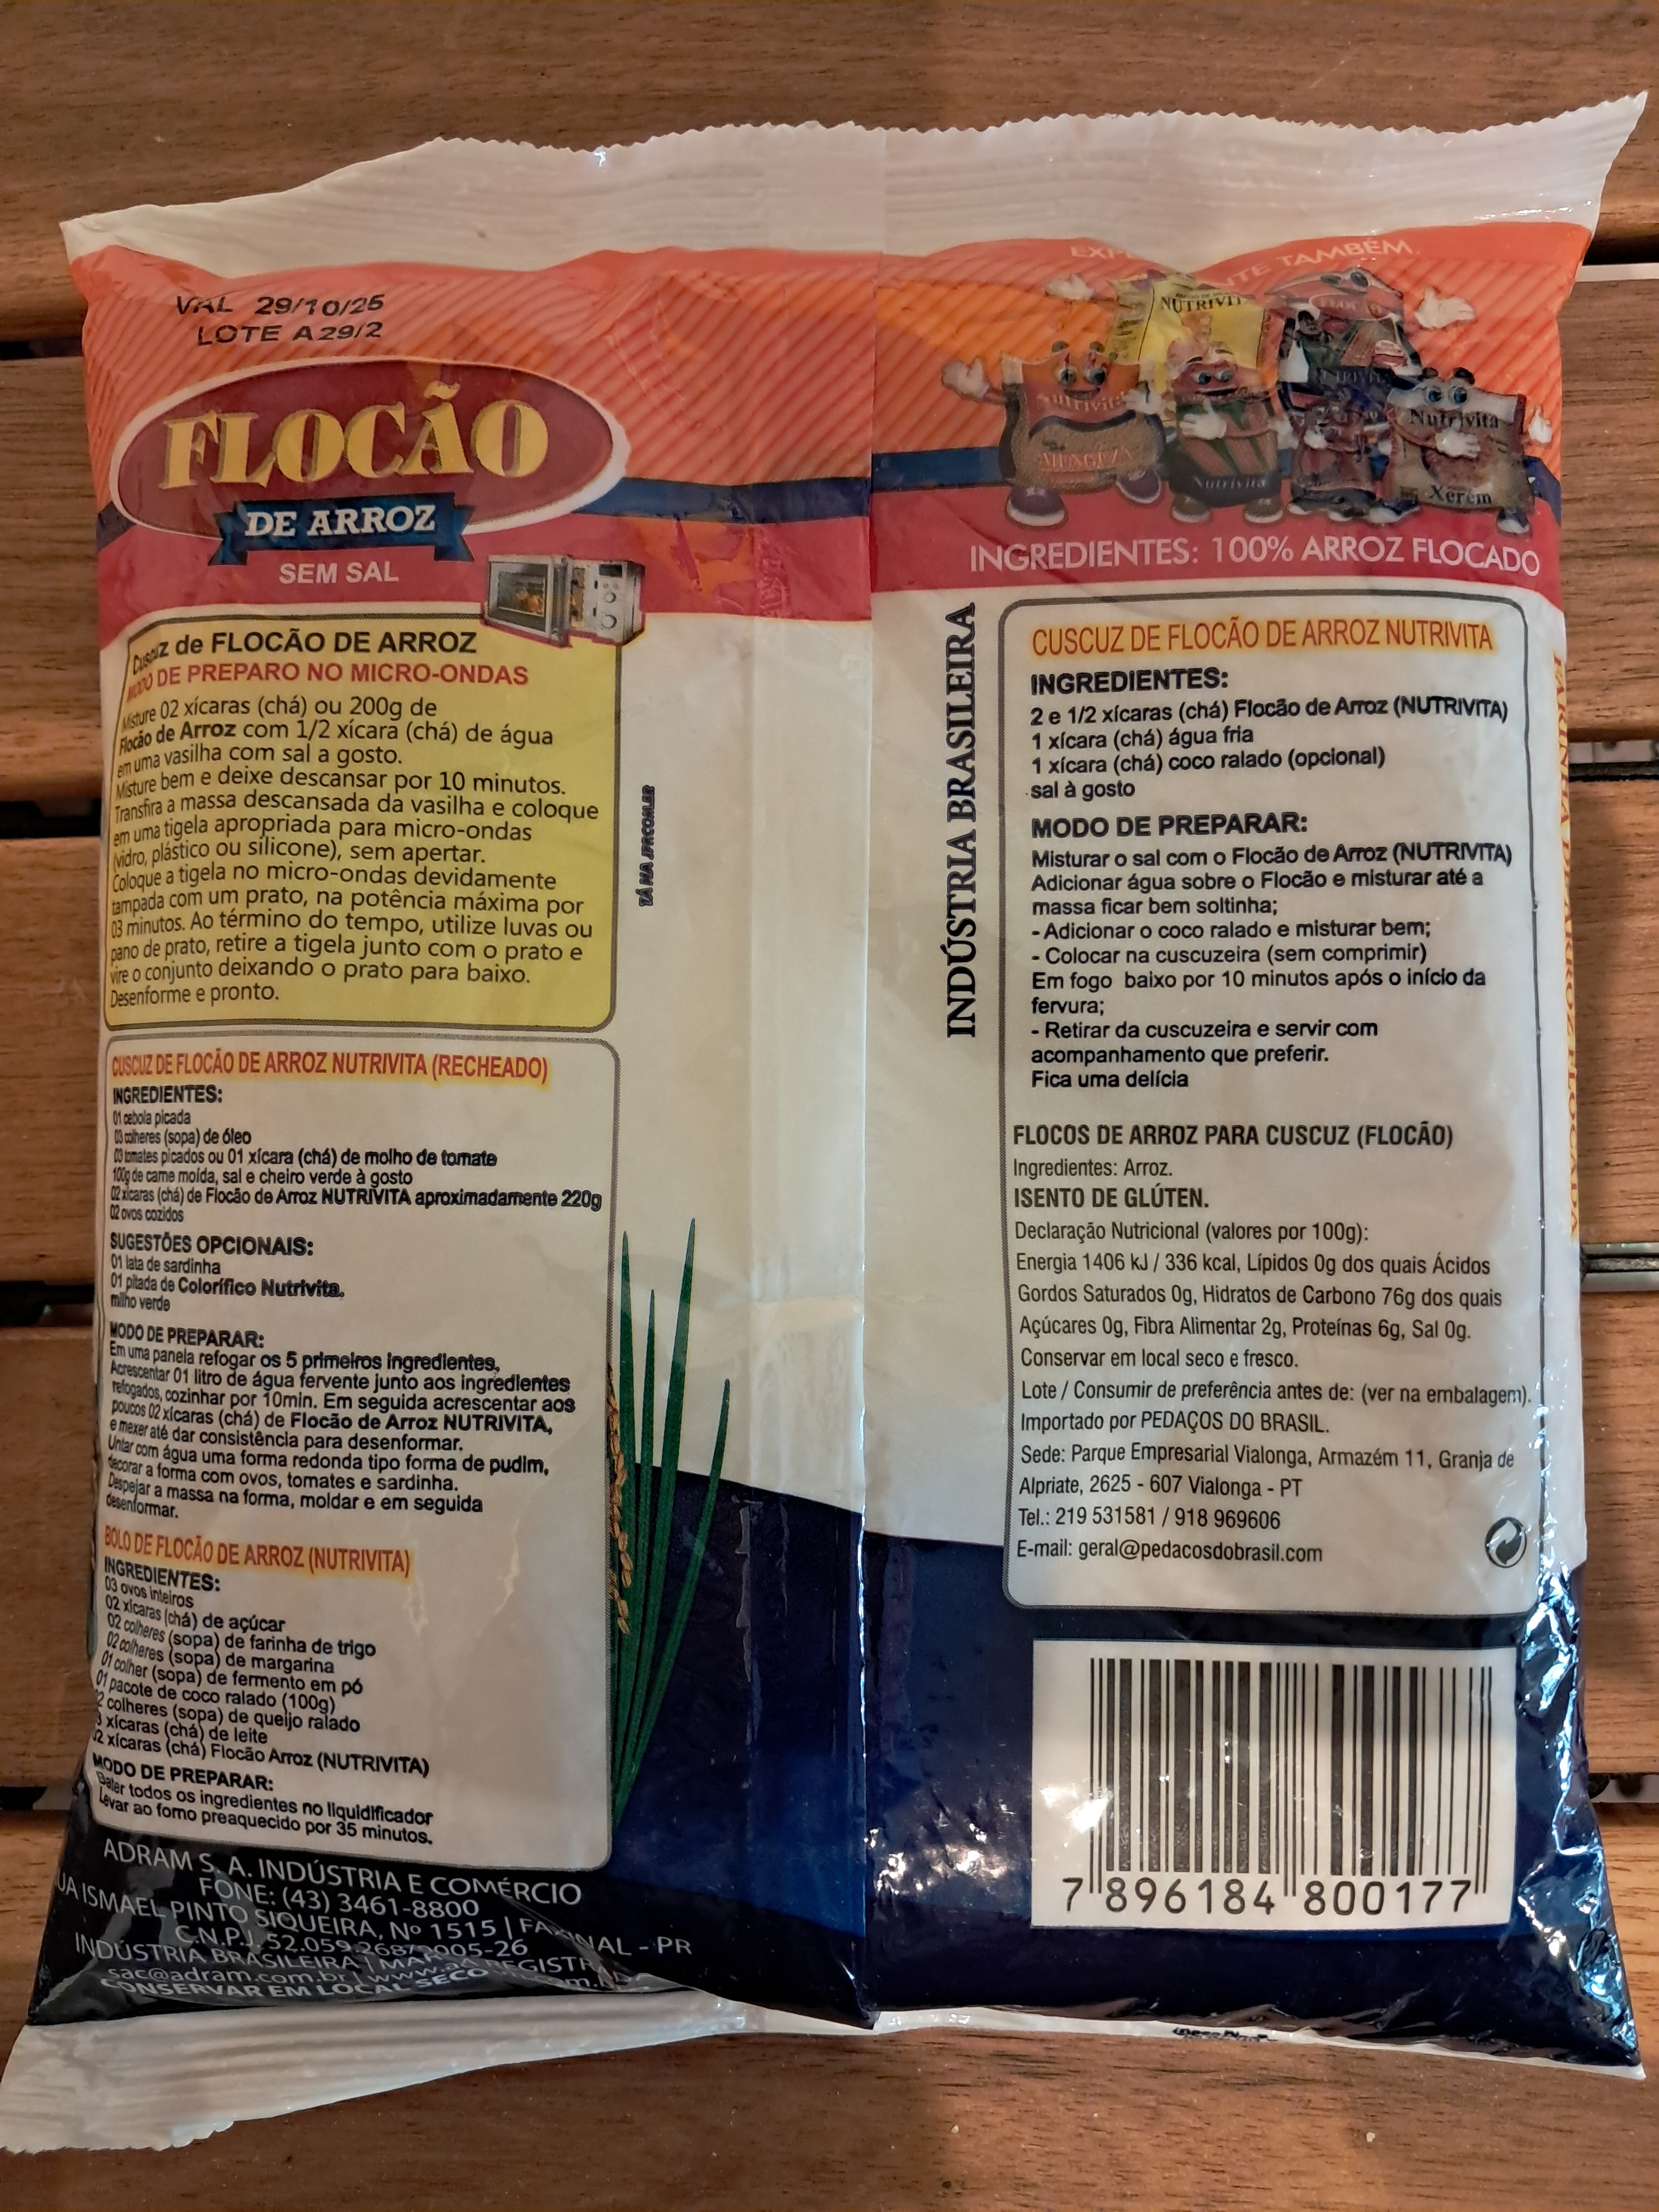 VAL 29/10/25
LOTE A29/2
FLOCÃO
DE ARROZ
SEM SAL
Cuscuz de FLOCÃO DE ARROZ
MODO DE PREPARO NO MICRO-ONDAS
Misture 02 xícaras (chá) ou 200g de
Flocão de Arroz com 1/2 xícara (chá) de água
em uma vasilha com sal a gosto.
Misture bem e deixe descansar por 10 minutos.
Transfira a massa descansada da vasilha e coloque
em uma tigela apropriada para micro-ondas
(vidro, plástico ou silicone), sem apertar.
Coloque a tigela no micro-ondas devidamente
tampada com um prato, na potência máxima por
03 minutos. Ao término do tempo, utilize luvas ou
pano de prato, retire a tigela junto com o prato e
vire o conjunto deixando o prato para baixo.
Desenforme e pronto.
CUSCUZ DE FLOCÃO DE ARROZ NUTRIVITA (RECHEADO)
INGREDIENTES:
01 cebola picada
03 colheres (sopa) de óleo
03 tomates picados ou 01 xícara (chá) de molho de tomate
100g de carne moída, sal e cheiro verde à gosto
02 xícaras (chá) de Flocão de Arroz NUTRIVITA aproximadamente 220g
02 ovos cozidos
SUGESTÕES OPCIONAIS:
01 lata de sardinha
01 pitada de Colorífico Nutrivita.
milho verde
MODO DE PREPARAR:
Em uma panela refogar os 5 primeiros ingredientes,
Acrescentar 01 litro de água fervente junto aos ingredientes
refogados, cozinhar por 10min. Em seguida acrescentar aos
poucos 02 xícaras (chá) de Flocão de Arroz NUTRIVITA,
e mexer até dar consistência para desenformar.
Untar com água uma forma redonda tipo forma de pudim,
decorar a forma com ovos, tomates e sardinha.
Despejar a massa na forma, moldar e em seguida
desenformar.
BOLO DE FLOCÃO DE ARROZ (NUTRIVITA)
INGREDIENTES:
03 ovos inteiros
02 xícaras (chá) de açúcar
02 colheres (sopa) de farinha de trigo
02 colheres (sopa) de margarina
01 colher (sopa) de fermento em pó
01 pacote de coco ralado (100g)
2 colheres (sopa) de queijo ralado
3 xícaras (chá) de leite
02 xícaras (chá) Flocão Arroz (NUTRIVITA)
MODO DE PREPARAR:
Bater todos os ingredientes no liquidificador
Levar ao forno preaquecido por 35 minutos.
ADRAM S. A. INDÚSTRIA E COMÉRCIO
FONE: (43) 3461-8800
UA ISMAEL PINTO SIQUEIRA, Nº 1515 | FAXINAL - PR
C.N.P.J. 52.059.268/0005-26
INDÚSTRIA BRASILEIRA |
sac@adram.com.br |
CONSERVAR EM LOCAL SECO
TAMBÉM
NUTRIVIT
Nutrivita
Nutrivita
Nutrivita
Xerém
INGREDIENTES: 100% ARROZ FLOCADO
INDÚSTRIA BRASILEIRA
CUSCUZ DE FLOCÃO DE ARROZ NUTRIVITA
INGREDIENTES:
2 e 1/2 xícaras (chá) Flocão de Arroz (NUTRIVITA)
1 xícara (chá) água fria
1 xícara (chá) coco ralado (opcional)
sal à gosto
MODO DE PREPARAR:
Misturar o sal com o Flocão de Arroz (NUTRIVITA)
Adicionar água sobre o Flocão e misturar até a
massa ficar bem soltinha;
- Adicionar o coco ralado e misturar bem;
- Colocar na cuscuzeira (sem comprimir)
Em fogo baixo por 10 minutos após o início da
fervura;
- Retirar da cuscuzeira e servir com
acompanhamento que preferir.
Fica uma delícia
FLOCOS DE ARROZ PARA CUSCUZ (FLOCÃO)
Ingredientes: Arroz.
ISENTO DE GLÚTEN.
Declaração Nutricional (valores por 100g):
Energia 1406 kJ / 336 kcal, Lípidos 0g dos quais Ácidos
Gordos Saturados 0g, Hidratos de Carbono 76g dos quais
Açúcares 0g, Fibra Alimentar 2g, Proteínas 6g, Sal 0g.
Conservar em local seco e fresco.
Lote / Consumir de preferência antes de: (ver na embalagem).
Importado por PEDAÇOS DO BRASIL.
Sede: Parque Empresarial Vialonga, Armazém 11, Granja de
Alpriate, 2625 - 607 Vialonga - PT
Tel.: 219 531581 / 918 969606
E-mail: geral@pedacosdobrasil.com
7 896184 800177